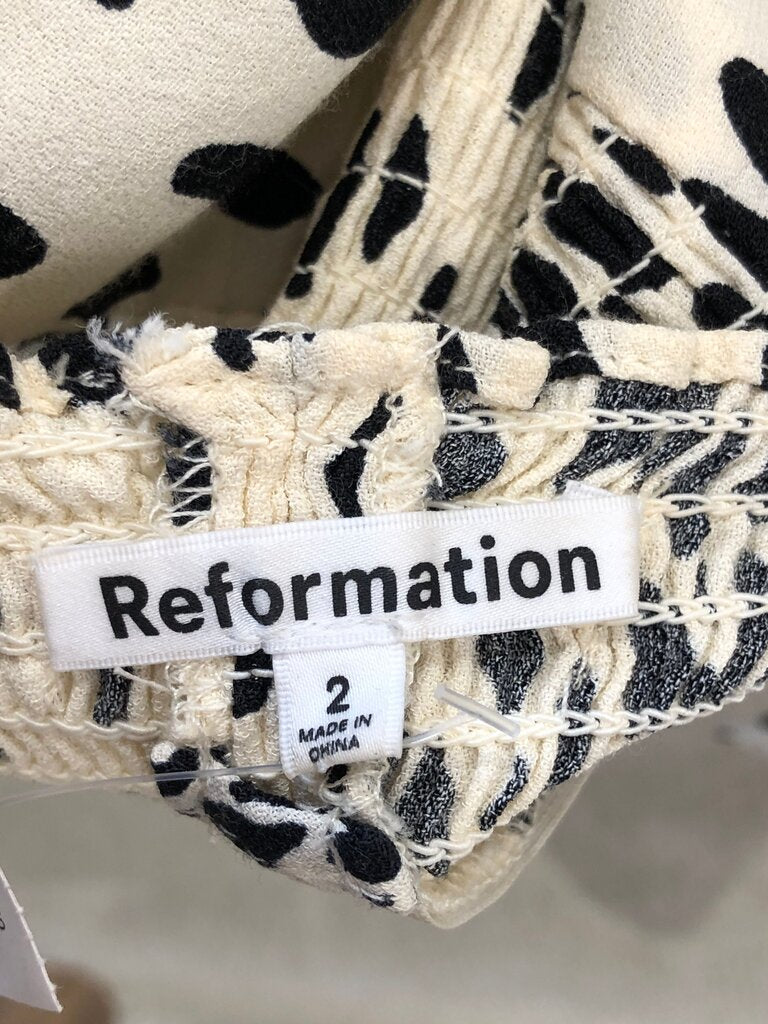 Reformation
2
MADE IN
CHINA